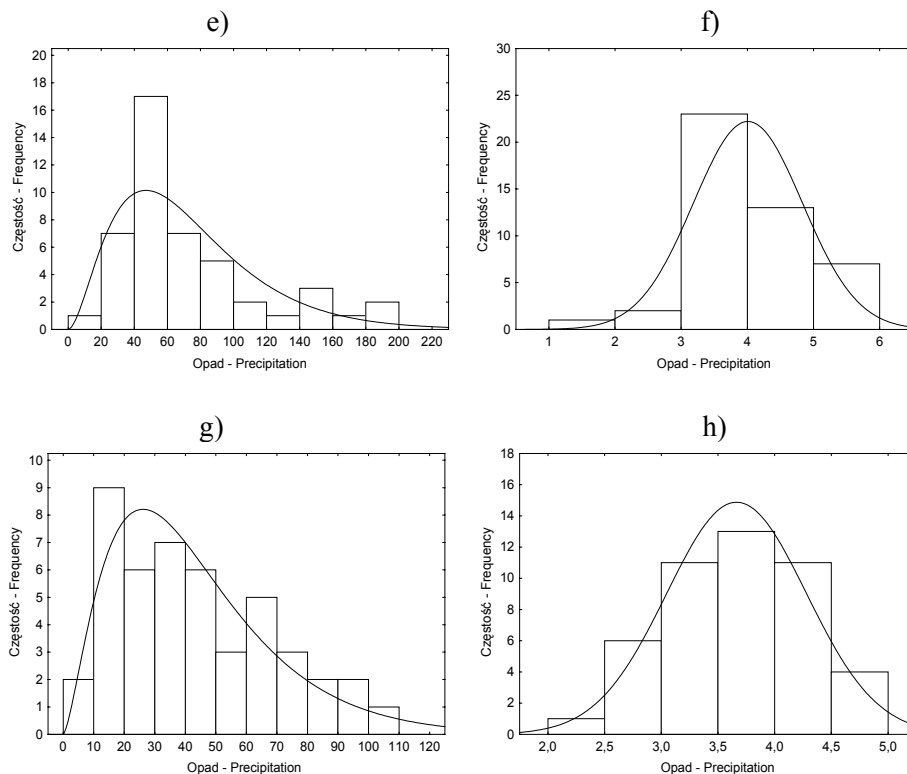 e)
Częstość - Frequency
20
18
16
14
12
10
8
6
4
2
0
0 20 40 60 80 100 120 140 160 180 200 220
Opad - Precipitation
f)
Częstość - Frequency
30
25
20
15
10
5
0
1 2 3 4 5 6
Opad - Precipitation
g)
Częstość - Frequency
10
9
8
7
6
5
4
3
2
1
0
0 10 20 30 40 50 60 70 80 90 100 110 120
Opad - Precipitation
h)
Częstość - Frequency
18
16
14
12
10
8
6
4
2
0
2,0 2,5 3,0 3,5 4,0 4,5 5,0
Opad - Precipitation